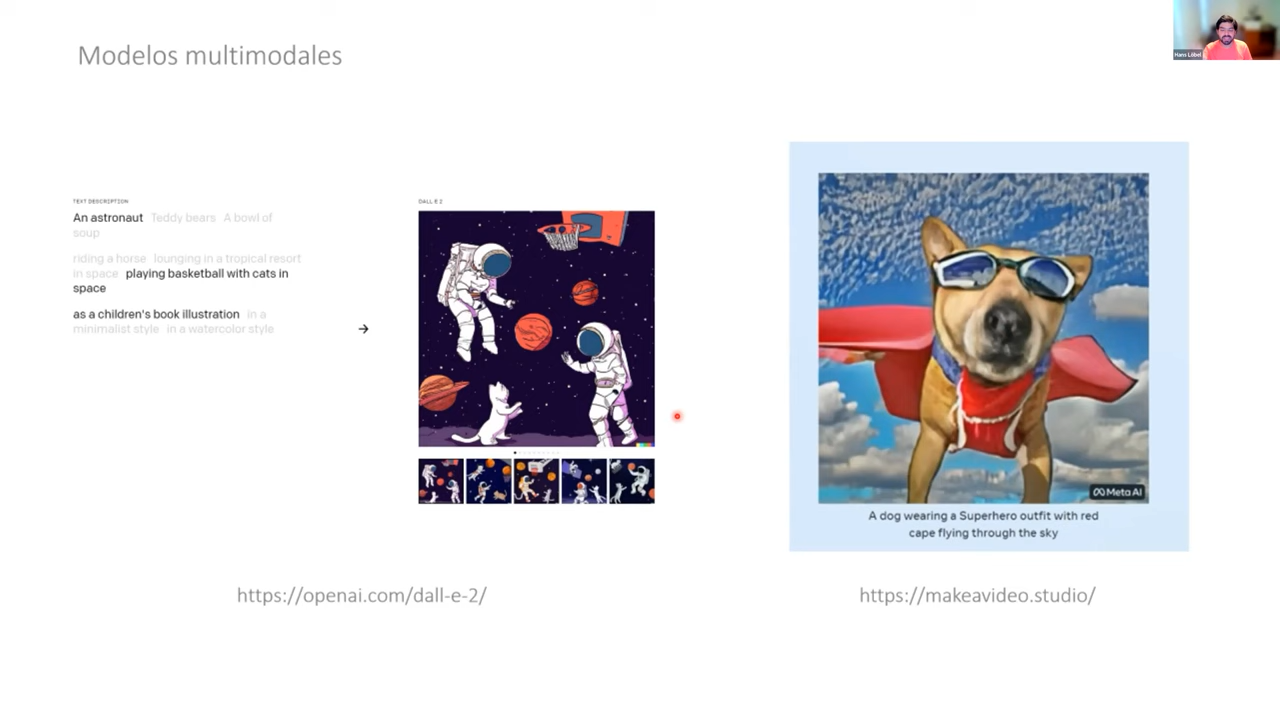 Modelos multimodales
Hans Löbel
TEXT DESCRIPTION
An astronaut Teddy bears A bowl of
soup
riding a horse lounging in a tropical resort
in space playing basketball with cats in
space
as a children's book illustration in a
minimalist style in a watercolor style
→
DALL·E 2
Meta AI
A dog wearing a Superhero outfit with red
cape flying through the sky
https://openai.com/dall-e-2/
https://makeavideo.studio/